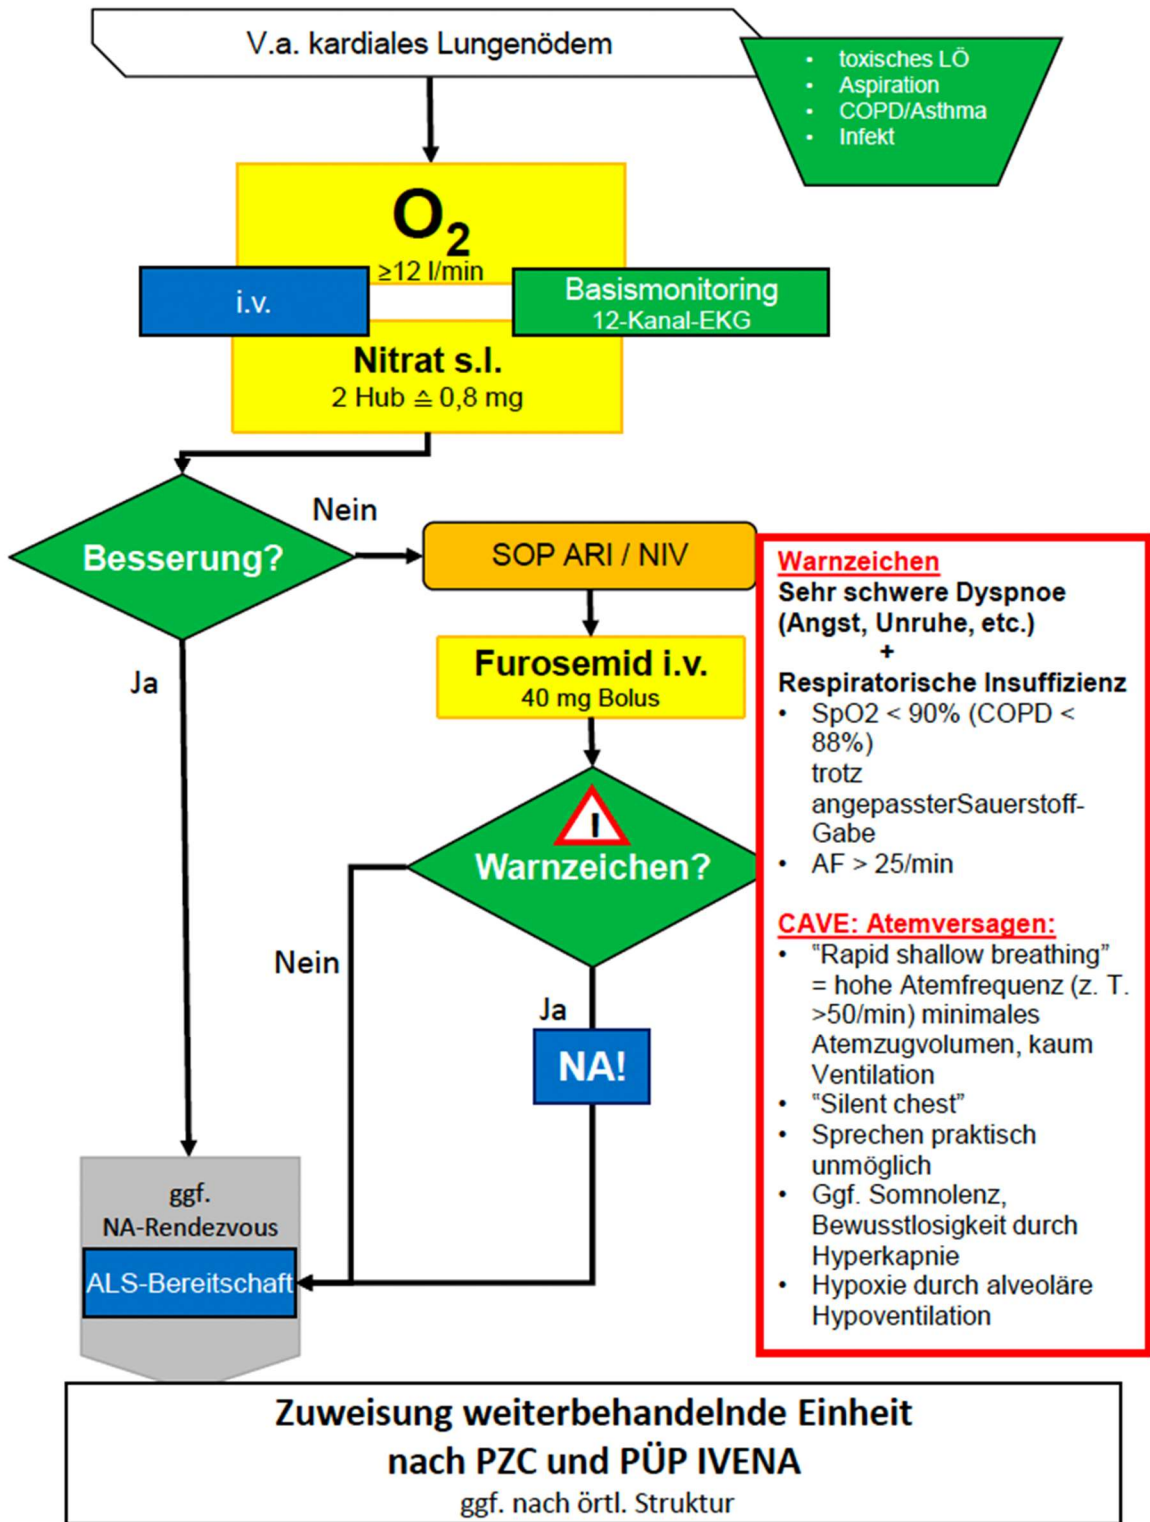 V.a. kardiales Lungenödem
• toxisches LÖ
• Aspiration
• COPD/Asthma
• Infekt
O2
≥12 l/min
i.v.
Basismonitoring
12-Kanal-EKG
Nitrat s.l.
2 Hub ≙ 0,8 mg
Besserung?
Nein
Ja
SOP ARI / NIV
Furosemid i.v.
40 mg Bolus
!
Warnzeichen?
Nein
Ja
NA!
Warnzeichen
Sehr schwere Dyspnoe
(Angst, Unruhe, etc.)
+
Respiratorische Insuffizienz
• SpO2 < 90% (COPD <
88%)
trotz
angepassterSauerstoff-
Gabe
• AF > 25/min
CAVE: Atemversagen:
• "Rapid shallow breathing”
= hohe Atemfrequenz (z. T.
>50/min) minimales
Atemzugvolumen, kaum
Ventilation
• "Silent chest”
• Sprechen praktisch
unmöglich
• Ggf. Somnolenz,
Bewusstlosigkeit durch
Hyperkapnie
• Hypoxie durch alveoläre
Hypoventilation
ggf.
NA-Rendezvous
ALS-Bereitschaft
Zuweisung weiterbehandelnde Einheit
nach PZC und PÜP IVENA
ggf. nach örtl. Struktur